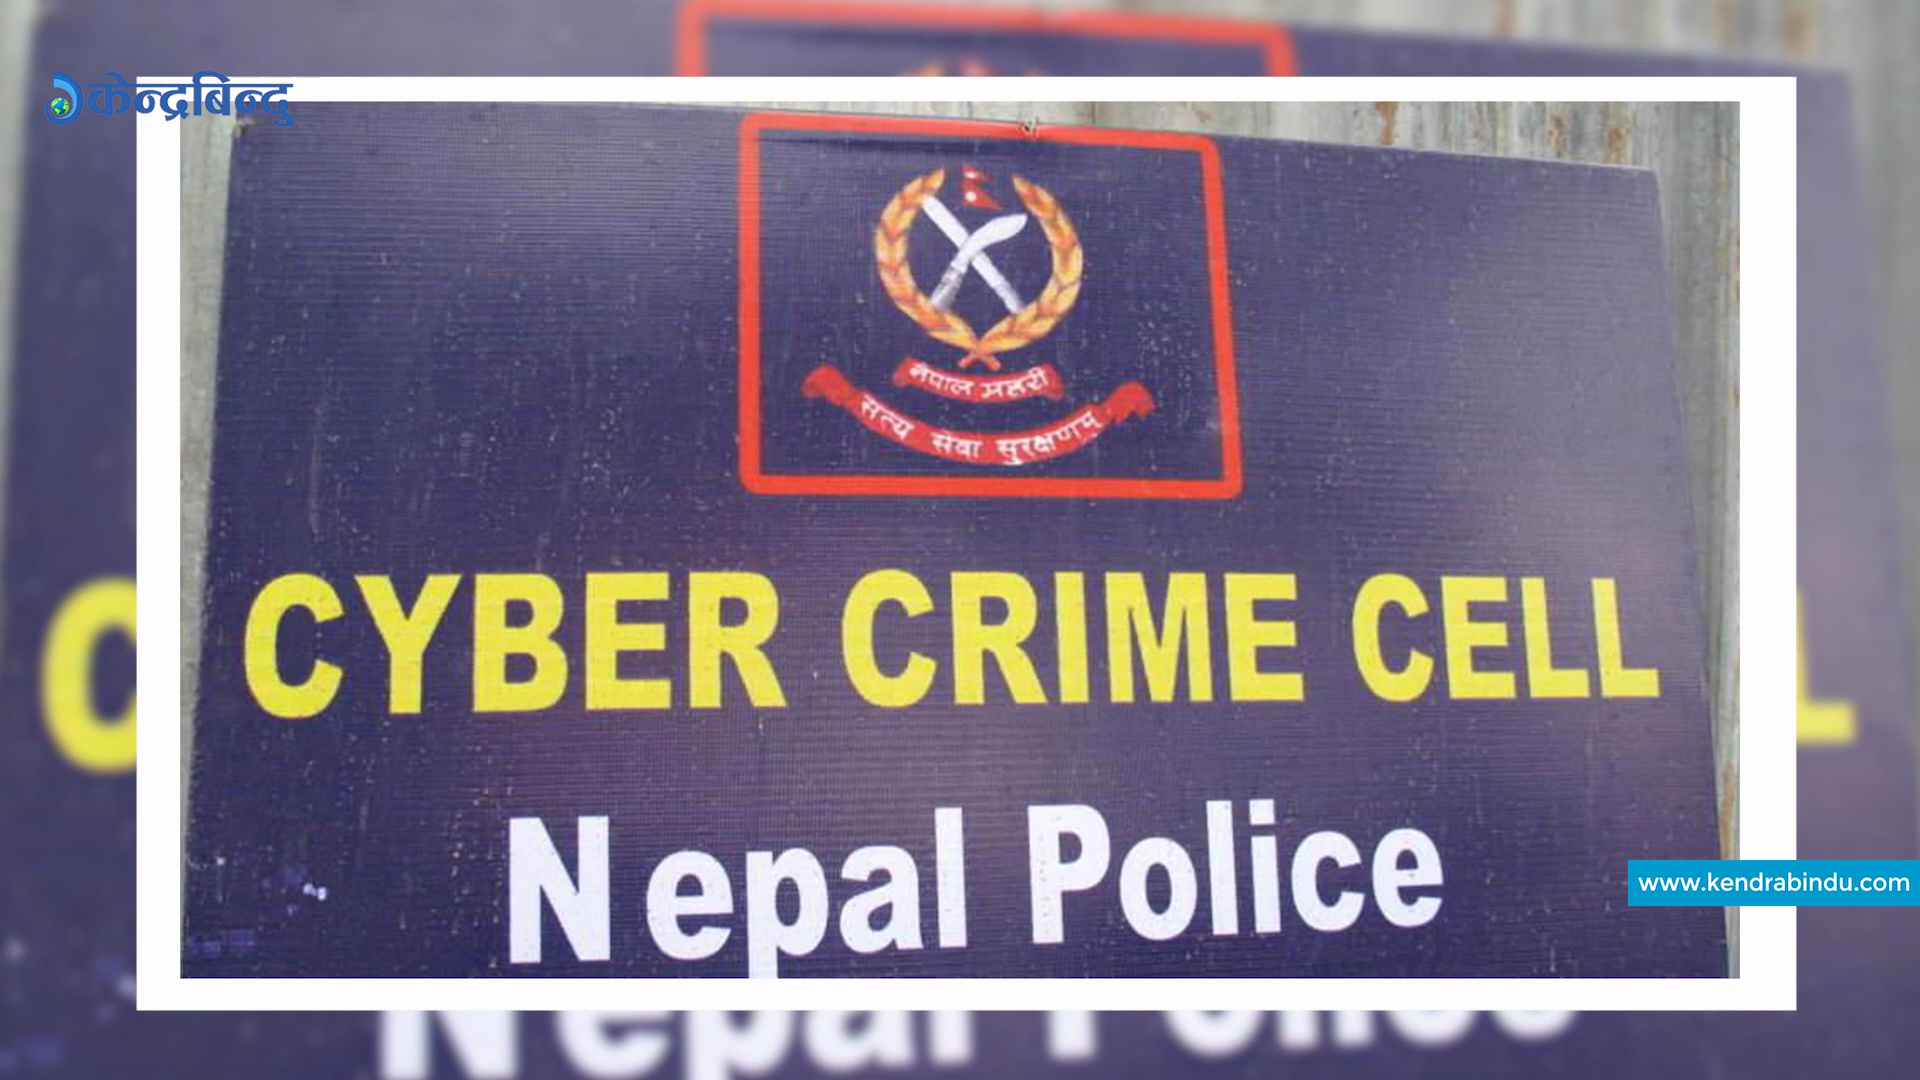 केन्द्रबिन्दु
नेपाल प्रहरी
सत्य सेवा सुरक्षणम्
CYBER CRIME CELL
Nepal Police
www.kendrabindu.com